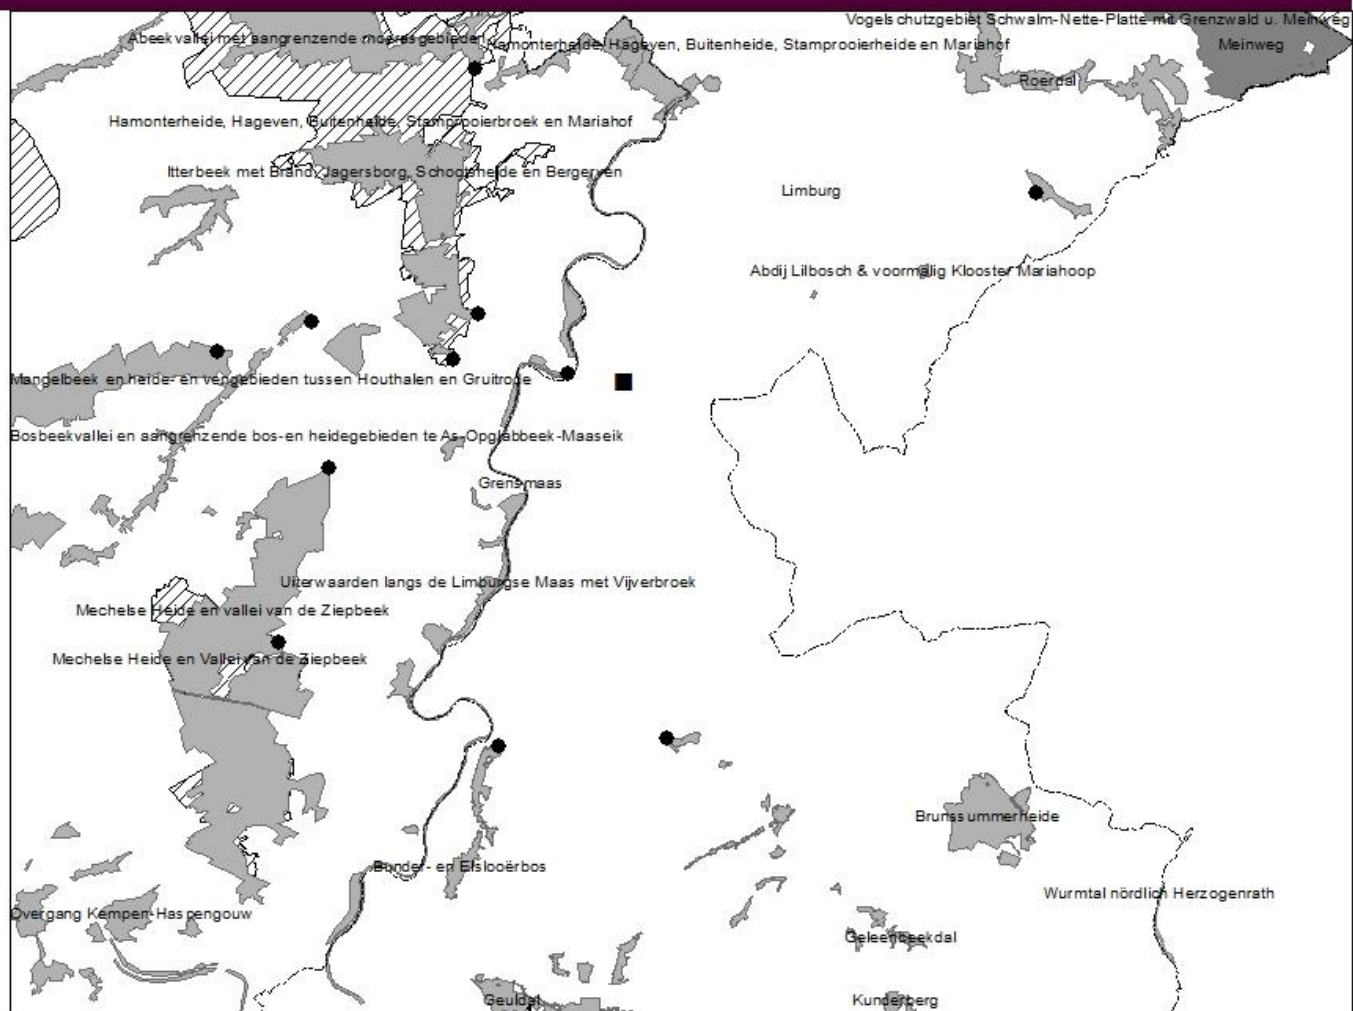 Vogelschutzgebiet Schwalm-Nette-Platte mit Grenzwald u. Meinweg
Abeekvallei met aangrenzende moerasgebieden
Hamonterheide, Hageven, Buitenheide, Stamprooierheide en Mariahof
Meinweg
Roerdal
Hamonterheide, Hageven, Buitenheide, Stamprooierbroek en Mariahof
Itterbeek met Brand, Jagersborg, Schootsheide en Bergerven
Limburg
Abdij Lilbosch & voormalig Klooster Mariahoop
Mangelbeek en heide- en vengebieden tussen Houthalen en Gruitrode
Bosbeekvallei en aangrenzende bos-en heidegebieden te As-Opglabbeek-Maaseik
Grensmaas
Uiterwaarden langs de Limburgse Maas met Vijverbroek
Mechelse Heide en vallei van de Ziepbeek
Mechelse Heide en Vallei van de Ziepbeek
Brunssummerheide
Bunder- en Elslooërbos
Wurmtal nördlich Herzogenrath
Overgang Kempen-Haspengouw
Geleenbeekdal
Geuldal
Kunderberg